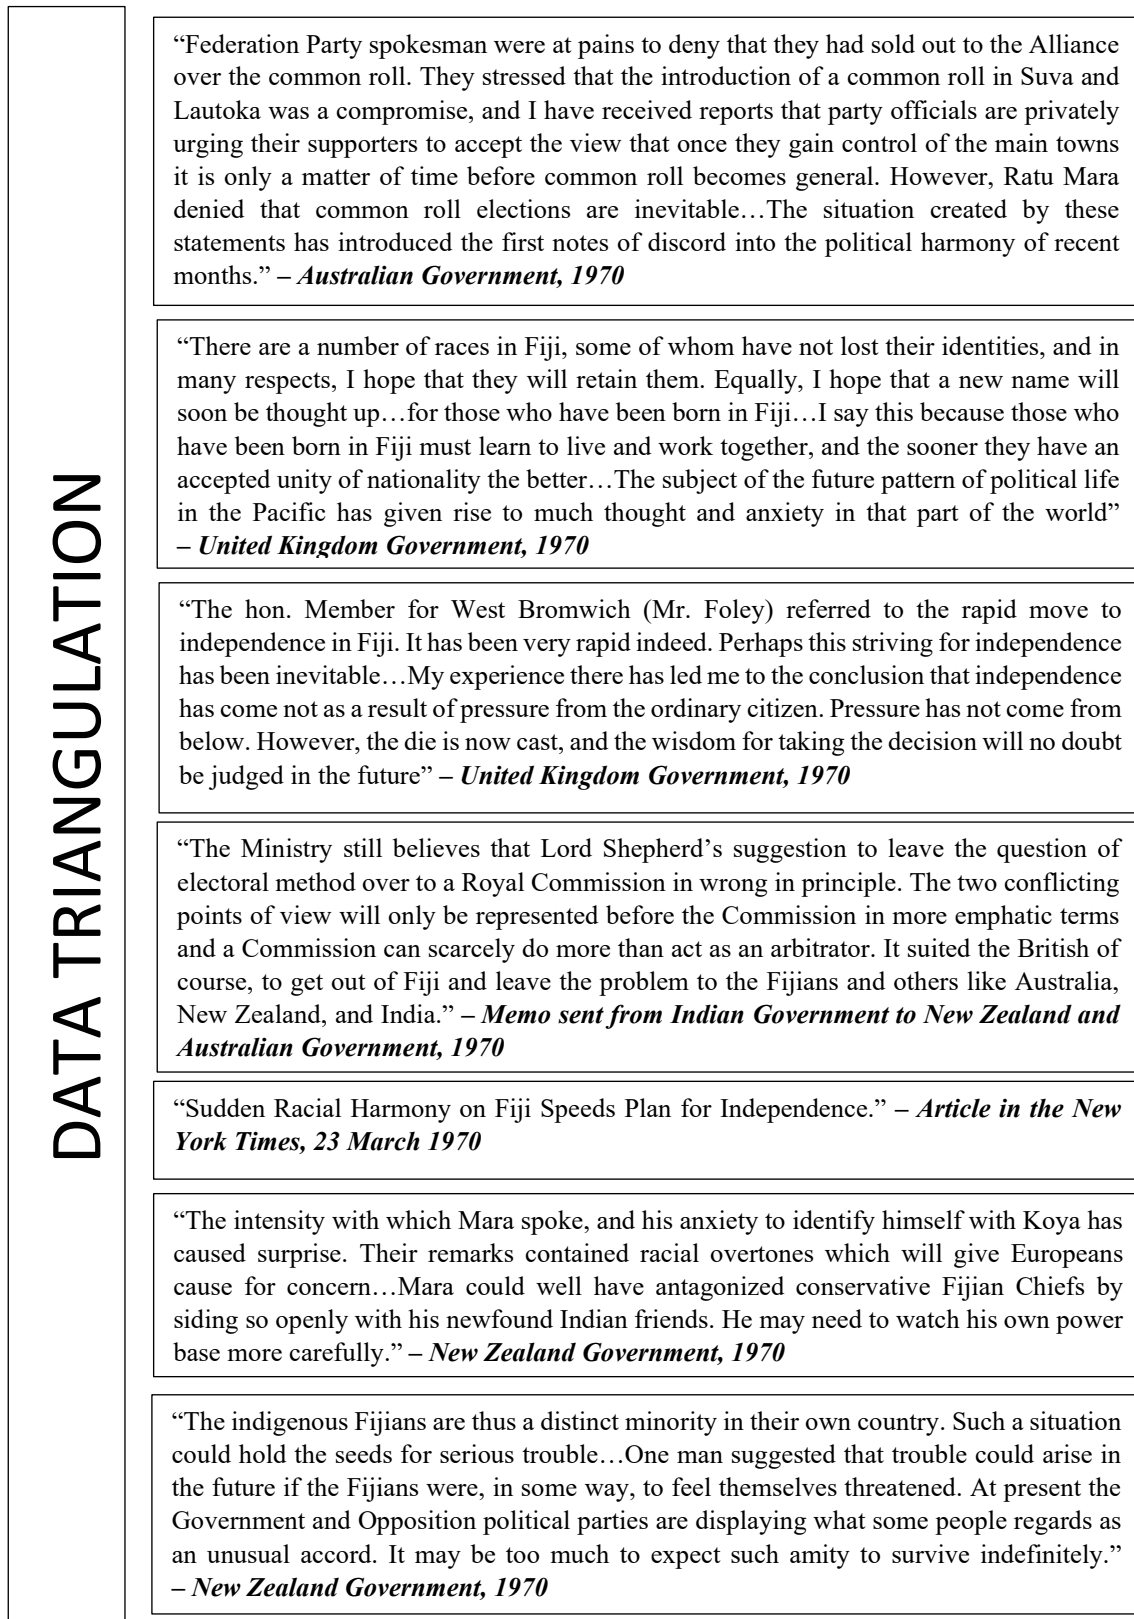 DATA TRIANGULATION
“Federation Party spokesman were at pains to deny that they had sold out to the Alliance
over the common roll. They stressed that the introduction of a common roll in Suva and
Lautoka was a compromise, and I have received reports that party officials are privately
urging their supporters to accept the view that once they gain control of the main towns
it is only a matter of time before common roll becomes general. However, Ratu Mara
denied that common roll elections are inevitable…The situation created by these
statements has introduced the first notes of discord into the political harmony of recent
months.” – Australian Government, 1970
“There are a number of races in Fiji, some of whom have not lost their identities, and in
many respects, I hope that they will retain them. Equally, I hope that a new name will
soon be thought up…for those who have been born in Fiji…I say this because those who
have been born in Fiji must learn to live and work together, and the sooner they have an
accepted unity of nationality the better…The subject of the future pattern of political life
in the Pacific has given rise to much thought and anxiety in that part of the world”
– United Kingdom Government, 1970
“The hon. Member for West Bromwich (Mr. Foley) referred to the rapid move to
independence in Fiji. It has been very rapid indeed. Perhaps this striving for independence
has been inevitable…My experience there has led me to the conclusion that independence
has come not as a result of pressure from the ordinary citizen. Pressure has not come from
below. However, the die is now cast, and the wisdom for taking the decision will no doubt
be judged in the future” – United Kingdom Government, 1970
“The Ministry still believes that Lord Shepherd’s suggestion to leave the question of
electoral method over to a Royal Commission in wrong in principle. The two conflicting
points of view will only be represented before the Commission in more emphatic terms
and a Commission can scarcely do more than act as an arbitrator. It suited the British of
course, to get out of Fiji and leave the problem to the Fijians and others like Australia,
New Zealand, and India.” – Memo sent from Indian Government to New Zealand and
Australian Government, 1970
“Sudden Racial Harmony on Fiji Speeds Plan for Independence.” – Article in the New
York Times, 23 March 1970
“The intensity with which Mara spoke, and his anxiety to identify himself with Koya has
caused surprise. Their remarks contained racial overtones which will give Europeans
cause for concern…Mara could well have antagonized conservative Fijian Chiefs by
siding so openly with his newfound Indian friends. He may need to watch his own power
base more carefully.” – New Zealand Government, 1970
“The indigenous Fijians are thus a distinct minority in their own country. Such a situation
could hold the seeds for serious trouble…One man suggested that trouble could arise in
the future if the Fijians were, in some way, to feel themselves threatened. At present the
Government and Opposition political parties are displaying what some people regards as
an unusual accord. It may be too much to expect such amity to survive indefinitely.”
– New Zealand Government, 1970